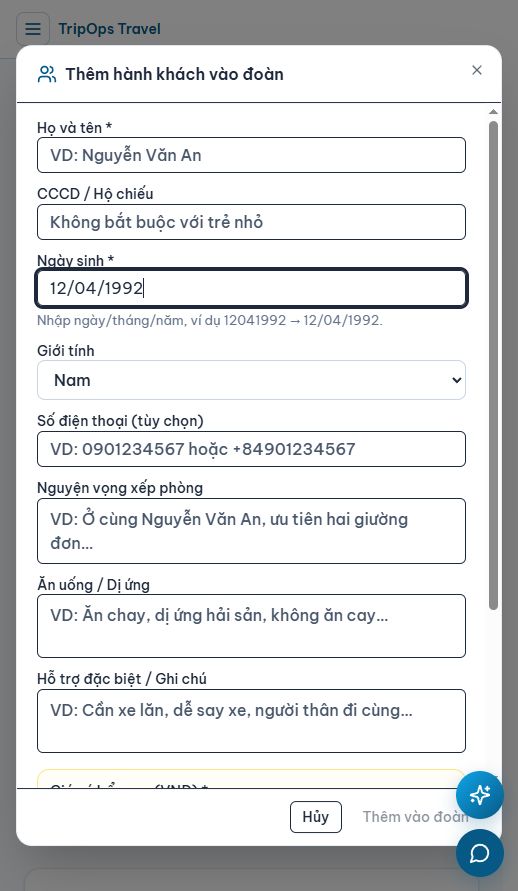 TripOps Travel
Thêm hành khách vào đoàn
Họ và tên *
VD: Nguyễn Văn An
CCCD / Hộ chiếu
Không bắt buộc với trẻ nhỏ
Ngày sinh *
12/04/1992
Nhập ngày/tháng/năm, ví dụ 12041992 → 12/04/1992.
Giới tính
Nam
Số điện thoại (tùy chọn)
VD: 0901234567 hoặc +84901234567
Nguyện vọng xếp phòng
VD: Ở cùng Nguyễn Văn An, ưu tiên hai giường
đơn...
Ăn uống / Dị ứng
VD: Ăn chay, dị ứng hải sản, không ăn cay...
Hỗ trợ đặc biệt / Ghi chú
VD: Cần xe lăn, dễ say xe, người thân đi cùng...
(VND) *
Hủy
Thêm vào đoàn